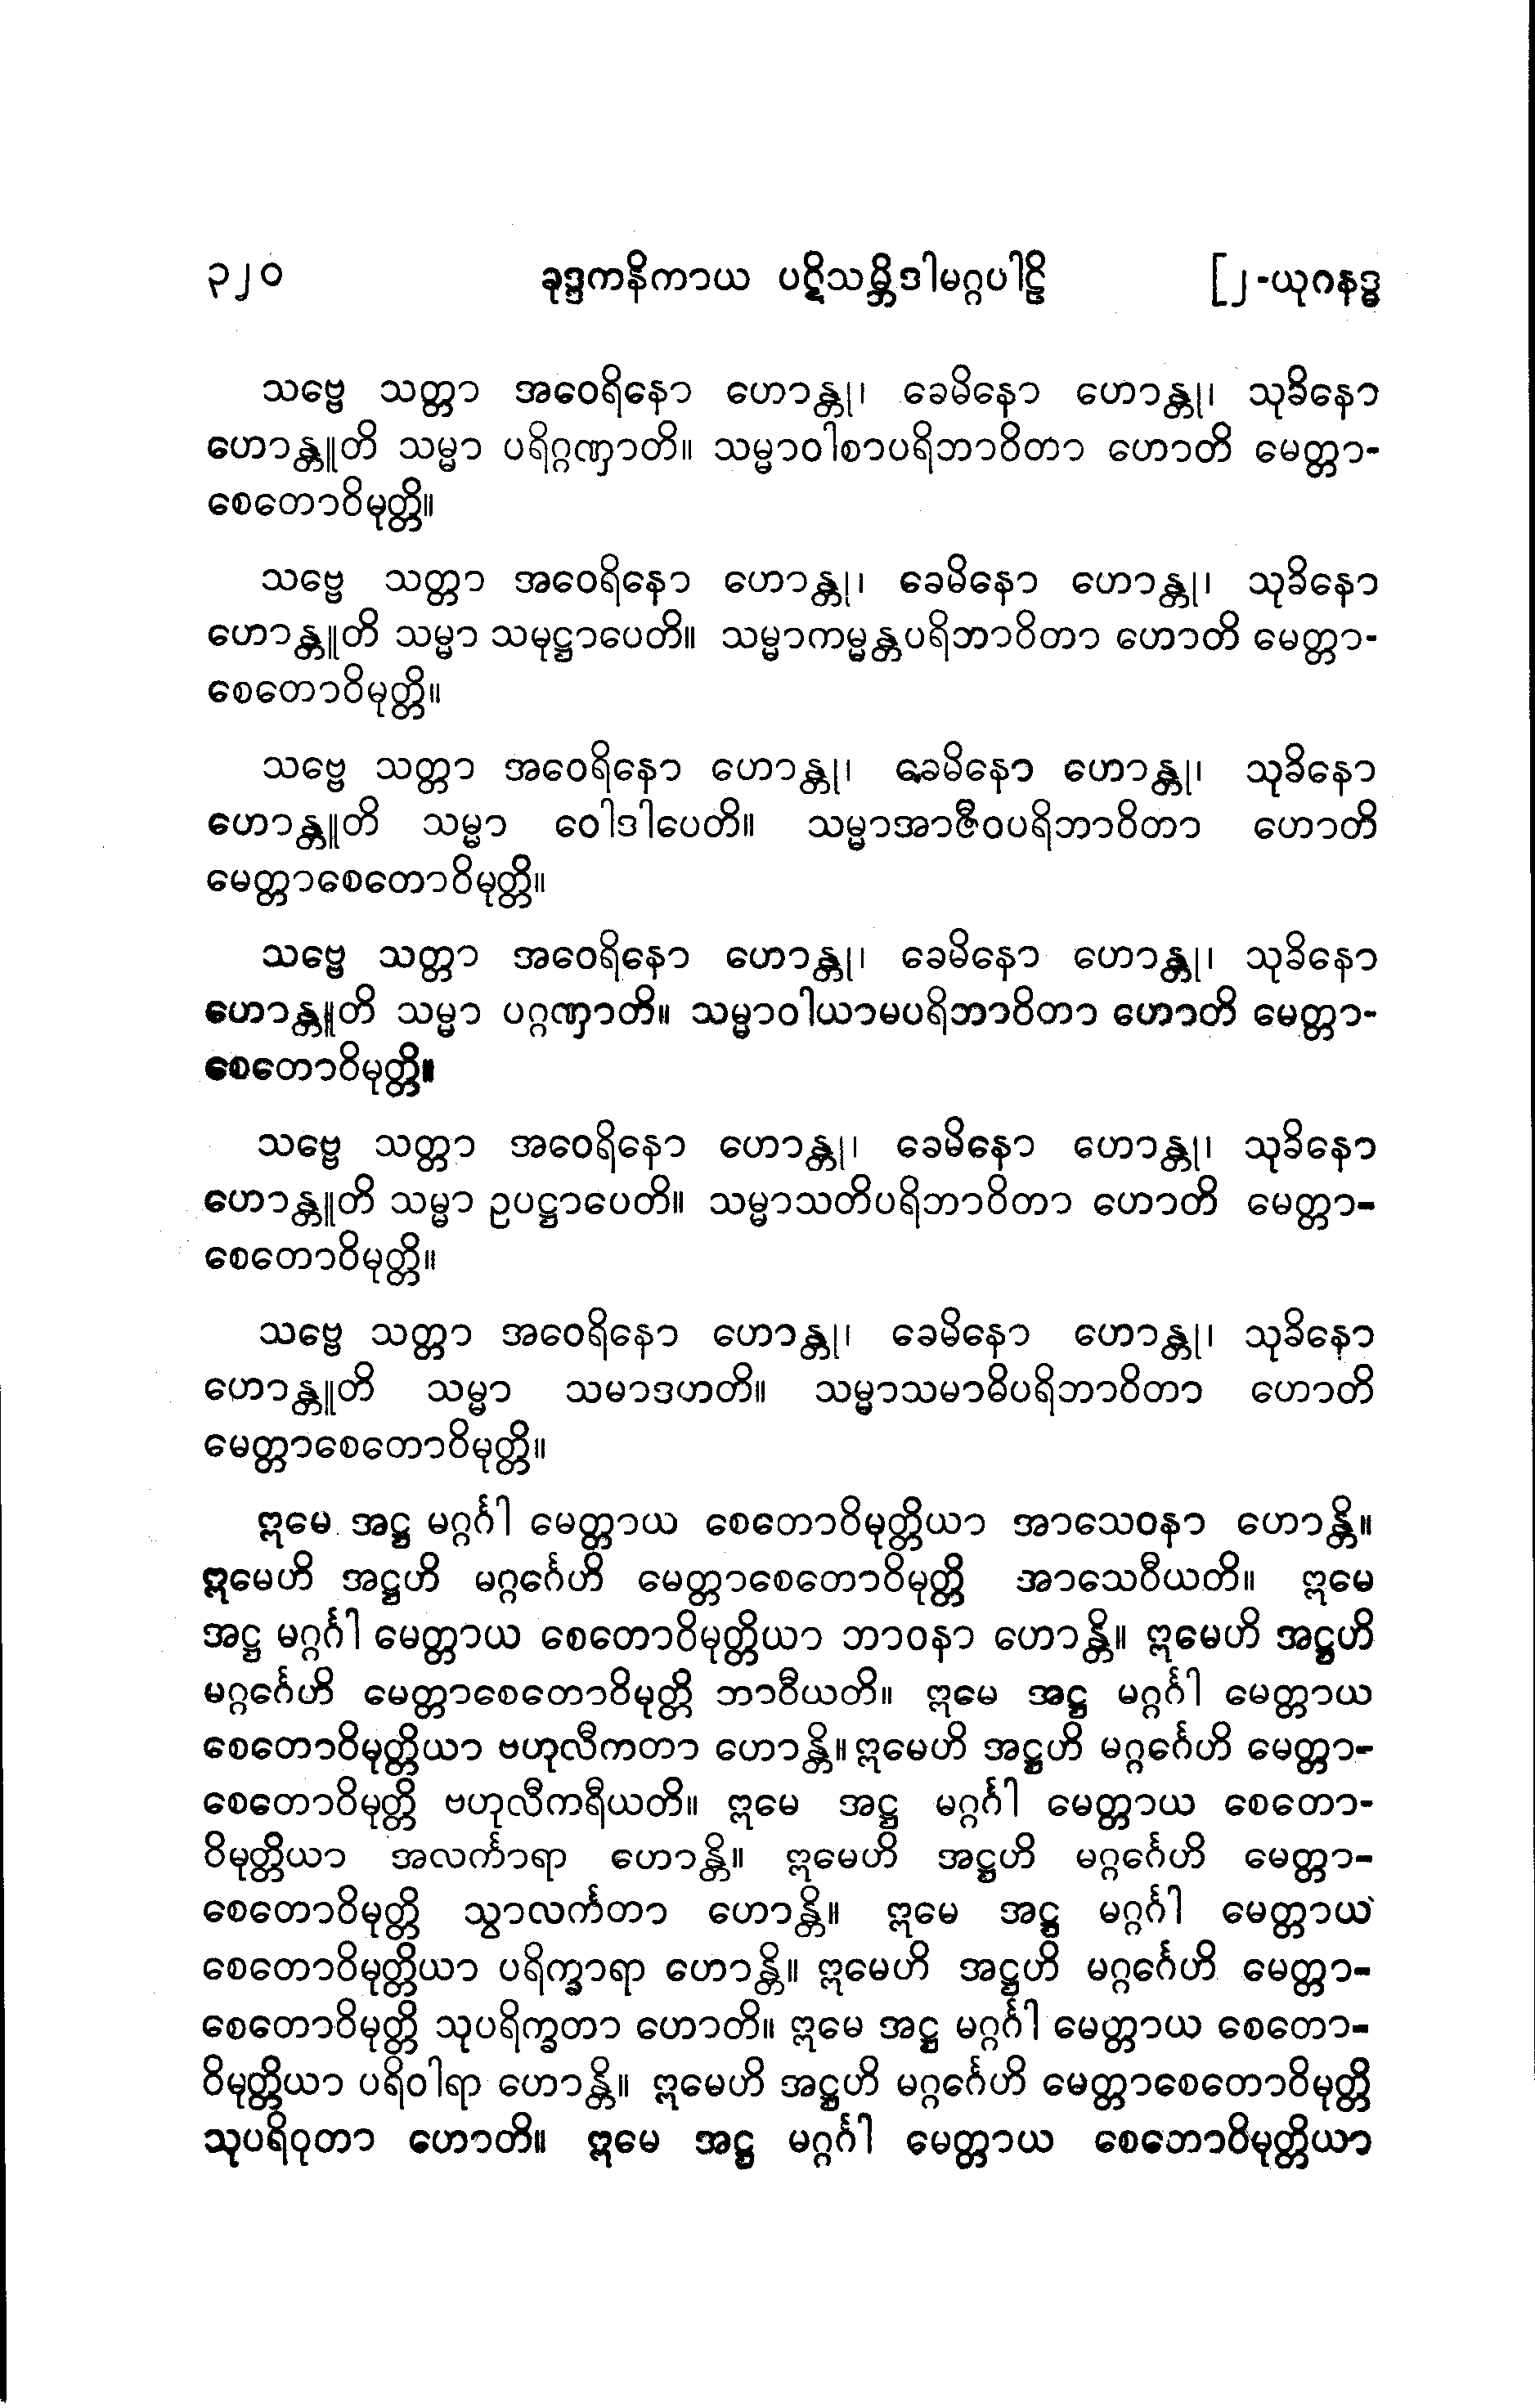 ၃၂၀ ခုဒ္ဒကနိကာယ ပဋိသမ္ဘိဒါမဂ္ဂပါဠိ [၂-ယုဂနဒ္ဓ
သဗ္ဗေ သတ္တာ အဝေရိနော ဟောန္တု၊ ခေမိနော ဟောန္တု၊ သုခိနော
ဟောန္တူတိ သမ္မာ ပရိဂ္ဂဏှာတိ။ သမ္မာဝါစာပရိဘာဝိတာ ဟောတိ မေတ္တာ-
စေတောဝိမုတ္တိ။
သဗ္ဗေ သတ္တာ အဝေရိနော ဟောန္တု၊ ခေမိနော ဟောန္တု၊ သုခိနော
ဟောန္တူတိ သမ္မာ သမုဋ္ဌာပေတိ။ သမ္မာကမ္မန္တပရိဘာဝိတာ ဟောတိ မေတ္တာ-
စေတောဝိမုတ္တိ။
သဗ္ဗေ သတ္တာ အဝေရိနော ဟောန္တု၊ ခေမိနော ဟောန္တု၊ သုခိနော
ဟောန္တူတိ သမ္မာ ဝေါဒါပေတိ။ သမ္မာအာဇီဝပရိဘာဝိတာ ဟောတိ
မေတ္တာစေတောဝိမုတ္တိ။
သဗ္ဗေ သတ္တာ အဝေရိနော ဟောန္တု၊ ခေမိနော ဟောန္တု၊ သုခိနော
ဟောန္တူတိ သမ္မာ ပဂ္ဂဏှာတိ။ သမ္မာဝါယာမပရိဘာဝိတာ ဟောတိ မေတ္တာ-
စေတောဝိမုတ္တိ။
သဗ္ဗေ သတ္တာ အဝေရိနော ဟောန္တု၊ ခေမိနော ဟောန္တု၊ သုခိနော
ဟောန္တူတိ သမ္မာ ဥပဋ္ဌာပေတိ။ သမ္မာသတိပရိဘာဝိတာ ဟောတိ မေတ္တာ-
စေတောဝိမုတ္တိ။
သဗ္ဗေ သတ္တာ အဝေရိနော ဟောန္တု၊ ခေမိနော ဟောန္တု၊ သုခိနော
ဟောန္တူတိ သမ္မာ သမာဒဟတိ။ သမ္မာသမာဓိပရိဘာဝိတာ ဟောတိ
မေတ္တာစေတောဝိမုတ္တိ။
ဣမေ အဋ္ဌ မဂ္ဂင်္ဂါ မေတ္တာယ စေတောဝိမုတ္တိယာ အာသေဝနာ ဟောန္တိ။
ဣမေဟိ အဋ္ဌဟိ မဂ္ဂင်္ဂေဟိ မေတ္တာစေတောဝိမုတ္တိ အာသေဝီယတိ။ ဣမေ
အဋ္ဌ မဂ္ဂင်္ဂါ မေတ္တာယ စေတောဝိမုတ္တိယာ ဘာဝနာ ဟောန္တိ။ ဣမေဟိ အဋ္ဌဟိ
မဂ္ဂင်္ဂေဟိ မေတ္တာစေတောဝိမုတ္တိ ဘာဝီယတိ။ ဣမေ အဋ္ဌ မဂ္ဂင်္ဂါ မေတ္တာယ
စေတောဝိမုတ္တိယာ ဗဟုလီကတာ ဟောန္တိ။ ဣမေဟိ အဋ္ဌဟိ မဂ္ဂင်္ဂေဟိ မေတ္တာ-
စေတောဝိမုတ္တိ ဗဟုလီကရီယတိ။ ဣမေ အဋ္ဌ မဂ္ဂင်္ဂါ မေတ္တာယ စေတော-
ဝိမုတ္တိယာ အလင်္ကာရာ ဟောန္တိ။ ဣမေဟိ အဋ္ဌဟိ မဂ္ဂင်္ဂေဟိ မေတ္တာ-
စေတောဝိမုတ္တိ သွာလင်္ကတာ ဟောန္တိ။ ဣမေ အဋ္ဌ မဂ္ဂင်္ဂါ မေတ္တာယ
စေတောဝိမုတ္တိယာ ပရိက္ခာရာ ဟောန္တိ။ ဣမေဟိ အဋ္ဌဟိ မဂ္ဂင်္ဂေဟိ မေတ္တာ-
စေတောဝိမုတ္တိ သုပရိက္ခတာ ဟောတိ။ ဣမေ အဋ္ဌ မဂ္ဂင်္ဂါ မေတ္တာယ စေတော-
ဝိမုတ္တိယာ ပရိဝါရာ ဟောန္တိ။ ဣမေဟိ အဋ္ဌဟိ မဂ္ဂင်္ဂေဟိ မေတ္တာစေတောဝိမုတ္တိ
သုပရိဝုတာ ဟောတိ။ ဣမေ အဋ္ဌ မဂ္ဂင်္ဂါ မေတ္တာယ စေတောဝိမုတ္တိယာ